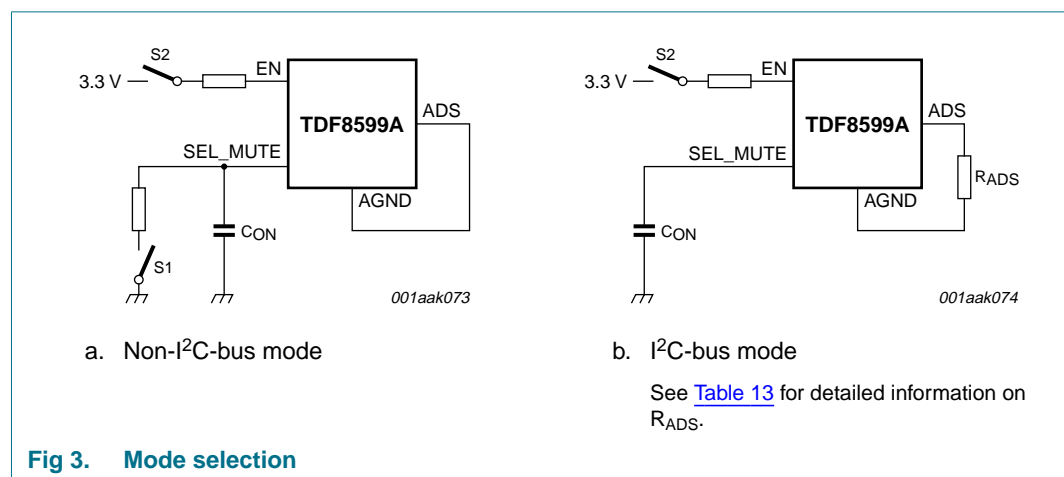 S2
3.3 V
EN
TDF8599A
ADS
SEL_MUTE
AGND
CON
S1
001aak073
a. Non-I2C-bus mode
S2
3.3 V
EN
TDF8599A
ADS
SEL_MUTE
RADS
AGND
CON
001aak074
b. I2C-bus mode
See Table 13 for detailed information on
RADS.
Fig 3. Mode selection